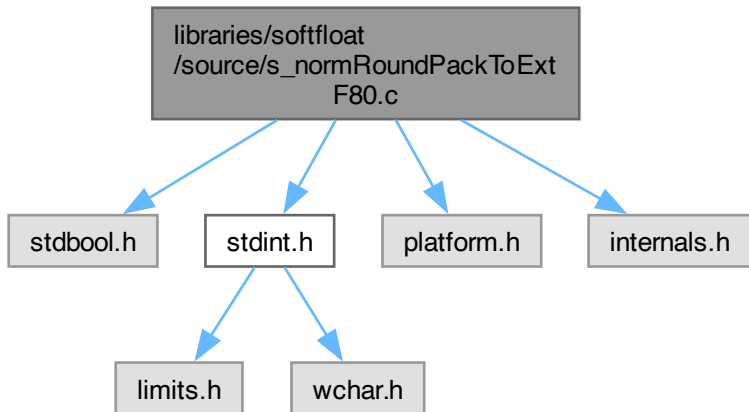 libraries/softfloat
/source/s_normRoundPackToExt
F80.c
stdbool.h
stdint.h
platform.h
internals.h
limits.h
wchar.h